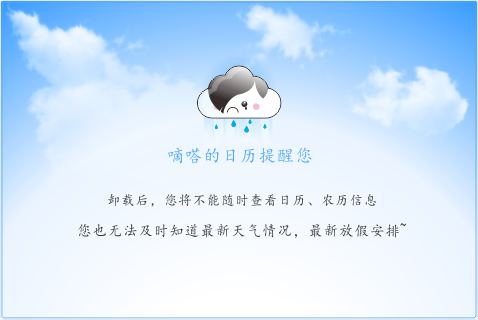 嘀嗒的日历提醒您
卸载后，您将不能随时查看日历、农历信息
您也无法及时知道最新天气情况，最新放假安排~